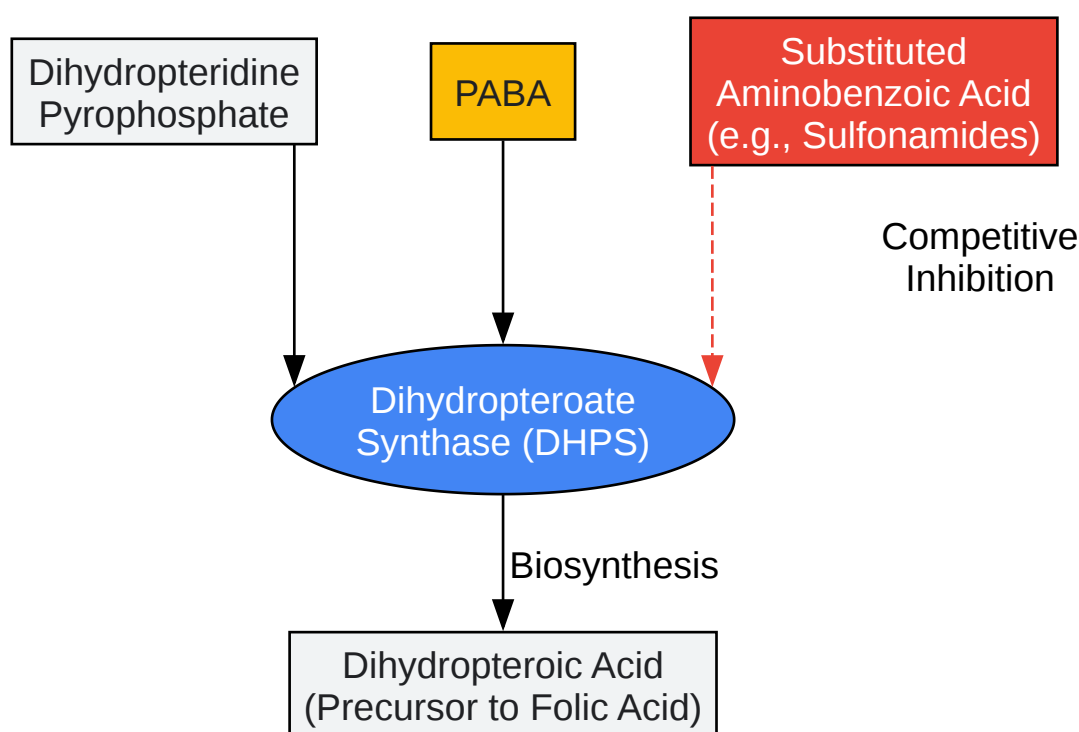 Dihydropteridine
Pyrophosphate
PABA
Substituted
Aminobenzoic Acid
(e.g., Sulfonamides)
Competitive
Inhibition
Dihydropteroate
Synthase (DHPS)
Biosynthesis
Dihydropteroic Acid
(Precursor to Folic Acid)